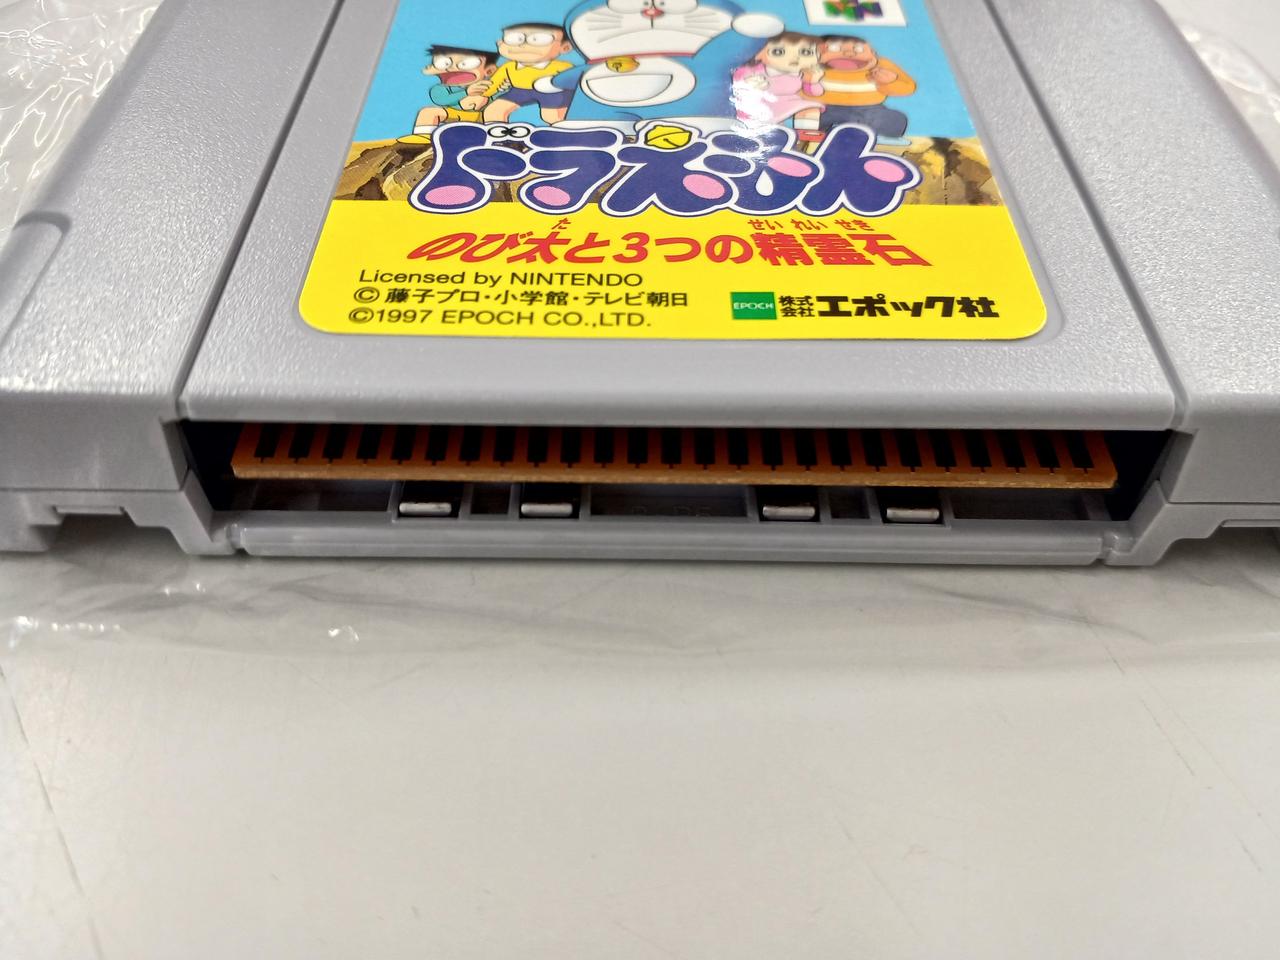 ドラえもん
のび太と3つの精霊石
た
せい れい せき
Licensed by NINTENDO
© 藤子プロ・小学館・テレビ朝日
©1997 EPOCH CO.,LTD.
EPOCH 株式会社 エポック社